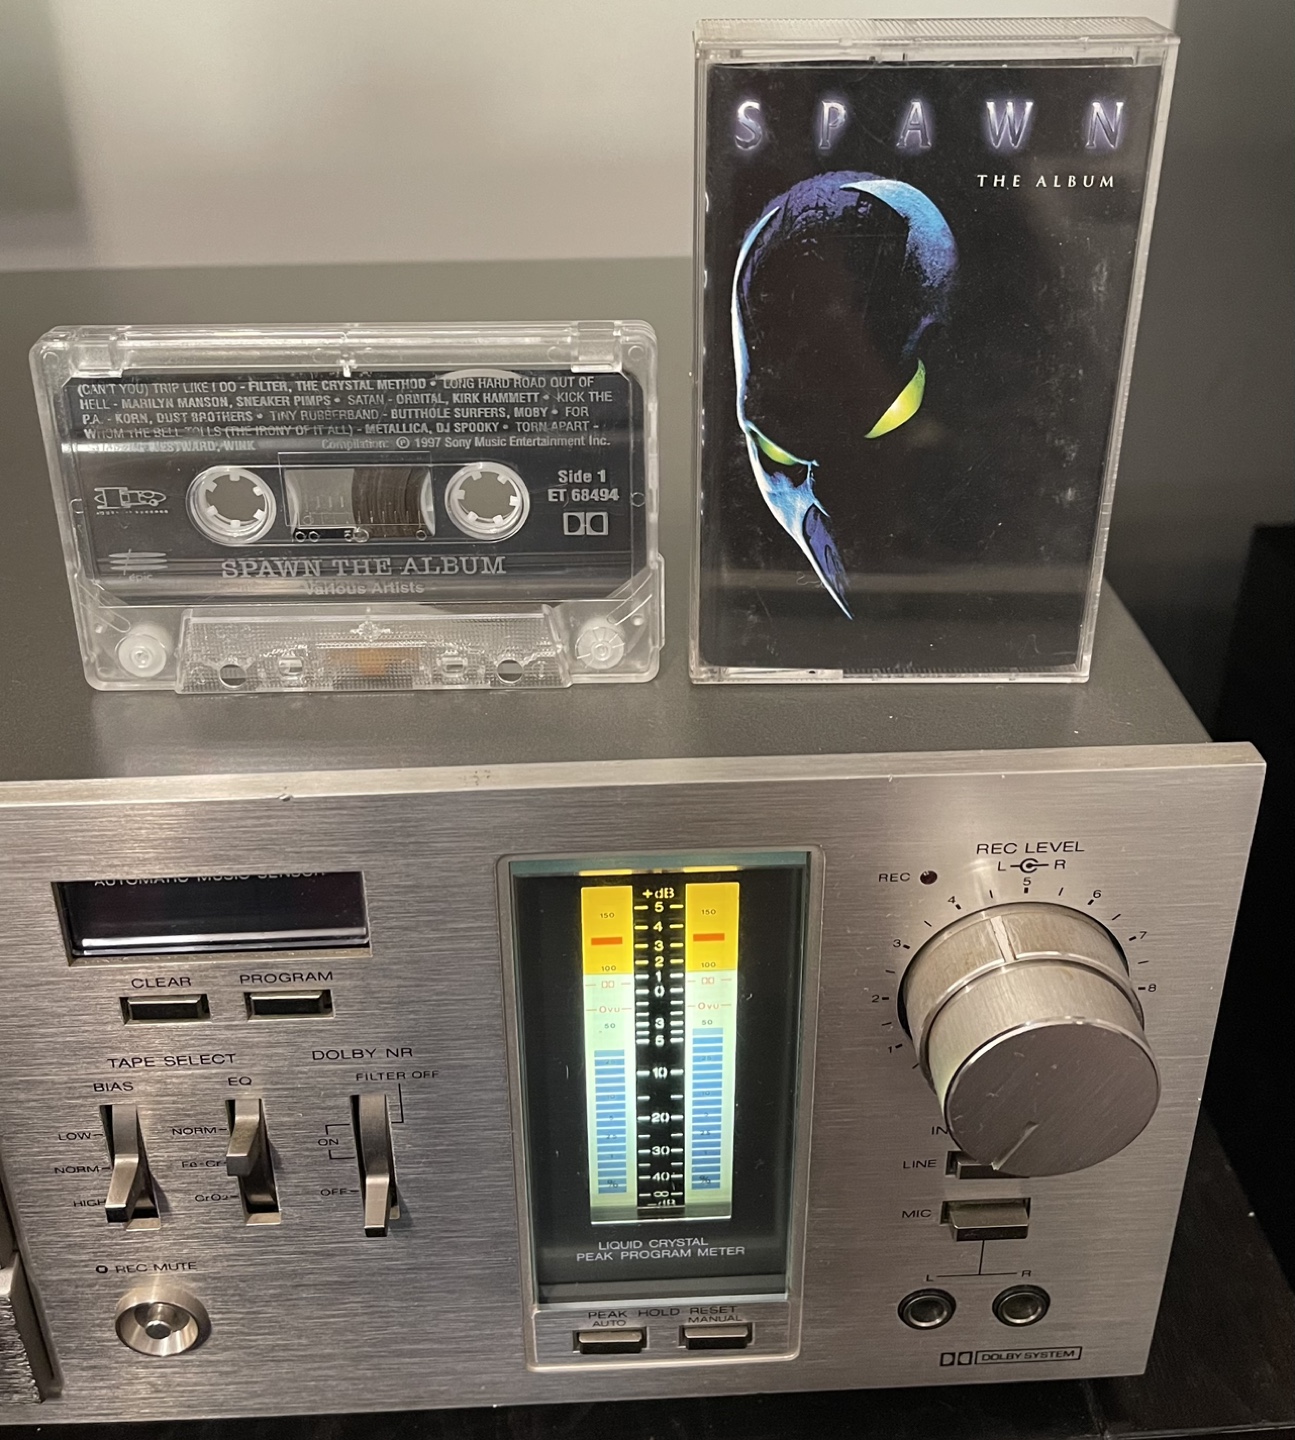 SPAWN
THE ALBUM
(CAN'T YOU) TRIP LIKE I DO - FILTER, THE CRYSTAL METHOD • LONG HARD ROAD OUT OF
HELL - MARILYN MANSON, SNEAKER PIMPS • SATAN - ORBITAL, KIRK HAMMETT • KICK THE
P.A. - KORN, DUST BROTHERS • TINY RUBBERBAND - BUTTHOLE SURFERS, MOBY • FOR
WHOM THE BELL TOLLS (THE IRONY OF IT ALL) - METALLICA, DJ SPOOKY • TORN APART -
WESTWARD, WINK Compilation: ℗ 1997 Sony Music Entertainment Inc.
Side 1
ET 68494
epic
SPAWN THE ALBUM
Various Artists
AUTOMATIC MUSIC SENSOR
CLEAR PROGRAM
TAPE SELECT
BIAS EQ
LOW
NORM
HIGH
NORM
Fe-Cr
CrO2
DOLBY NR
FILTER OFF
ON
OFF
REC MUTE
+dB
5
4
3
2
1
0
3
5
10
20
30
40
∞
-dB
150
100
0vu
50
150
100
0vu
50
LIQUID CRYSTAL
PEAK PROGRAM METER
PEAK HOLD RESET
AUTO MANUAL
REC LEVEL
L R
REC
1 2 3 4 5 6 7 8
LINE
MIC
L R
DOLBY SYSTEM